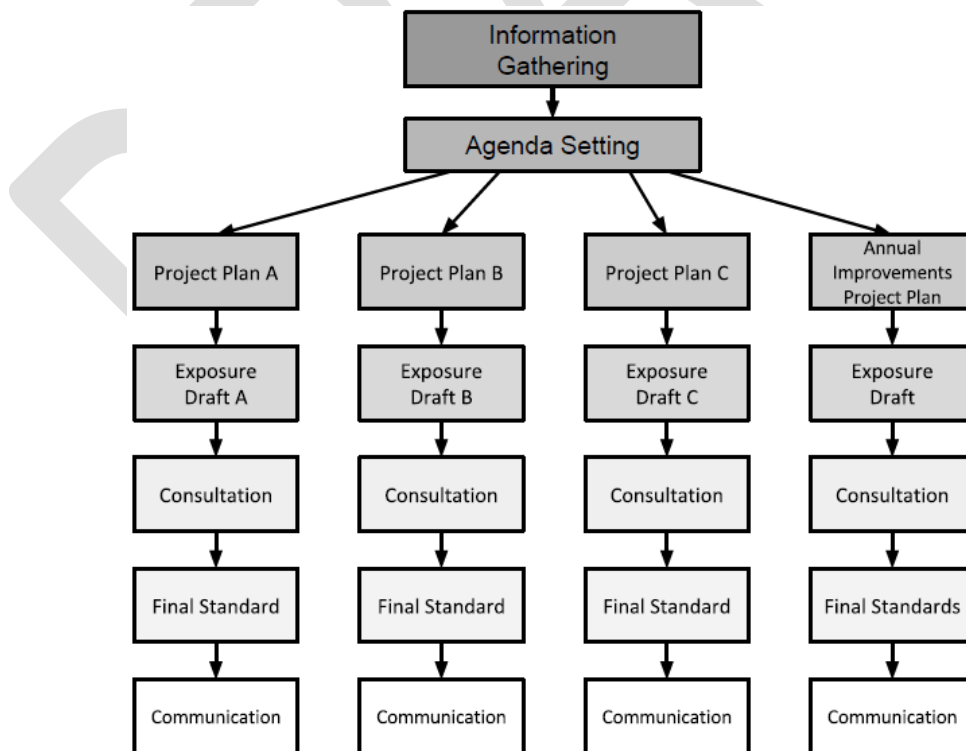 Information
Gathering
Agenda Setting
Project Plan A
Project Plan B
Project Plan C
Annual
Improvements
Project Plan
Exposure
Draft A
Exposure
Draft B
Exposure
Draft C
Exposure
Draft
Consultation
Consultation
Consultation
Consultation
Final Standard
Final Standard
Final Standard
Final Standards
Communication
Communication
Communication
Communication